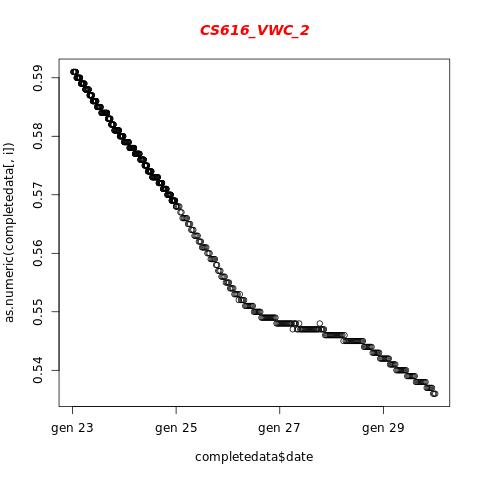 CS616_VWC_2
as.numeric(completedata[, i])
0.59
0.58
0.57
0.56
0.55
0.54
gen 23
gen 25
gen 27
gen 29
completedata$date